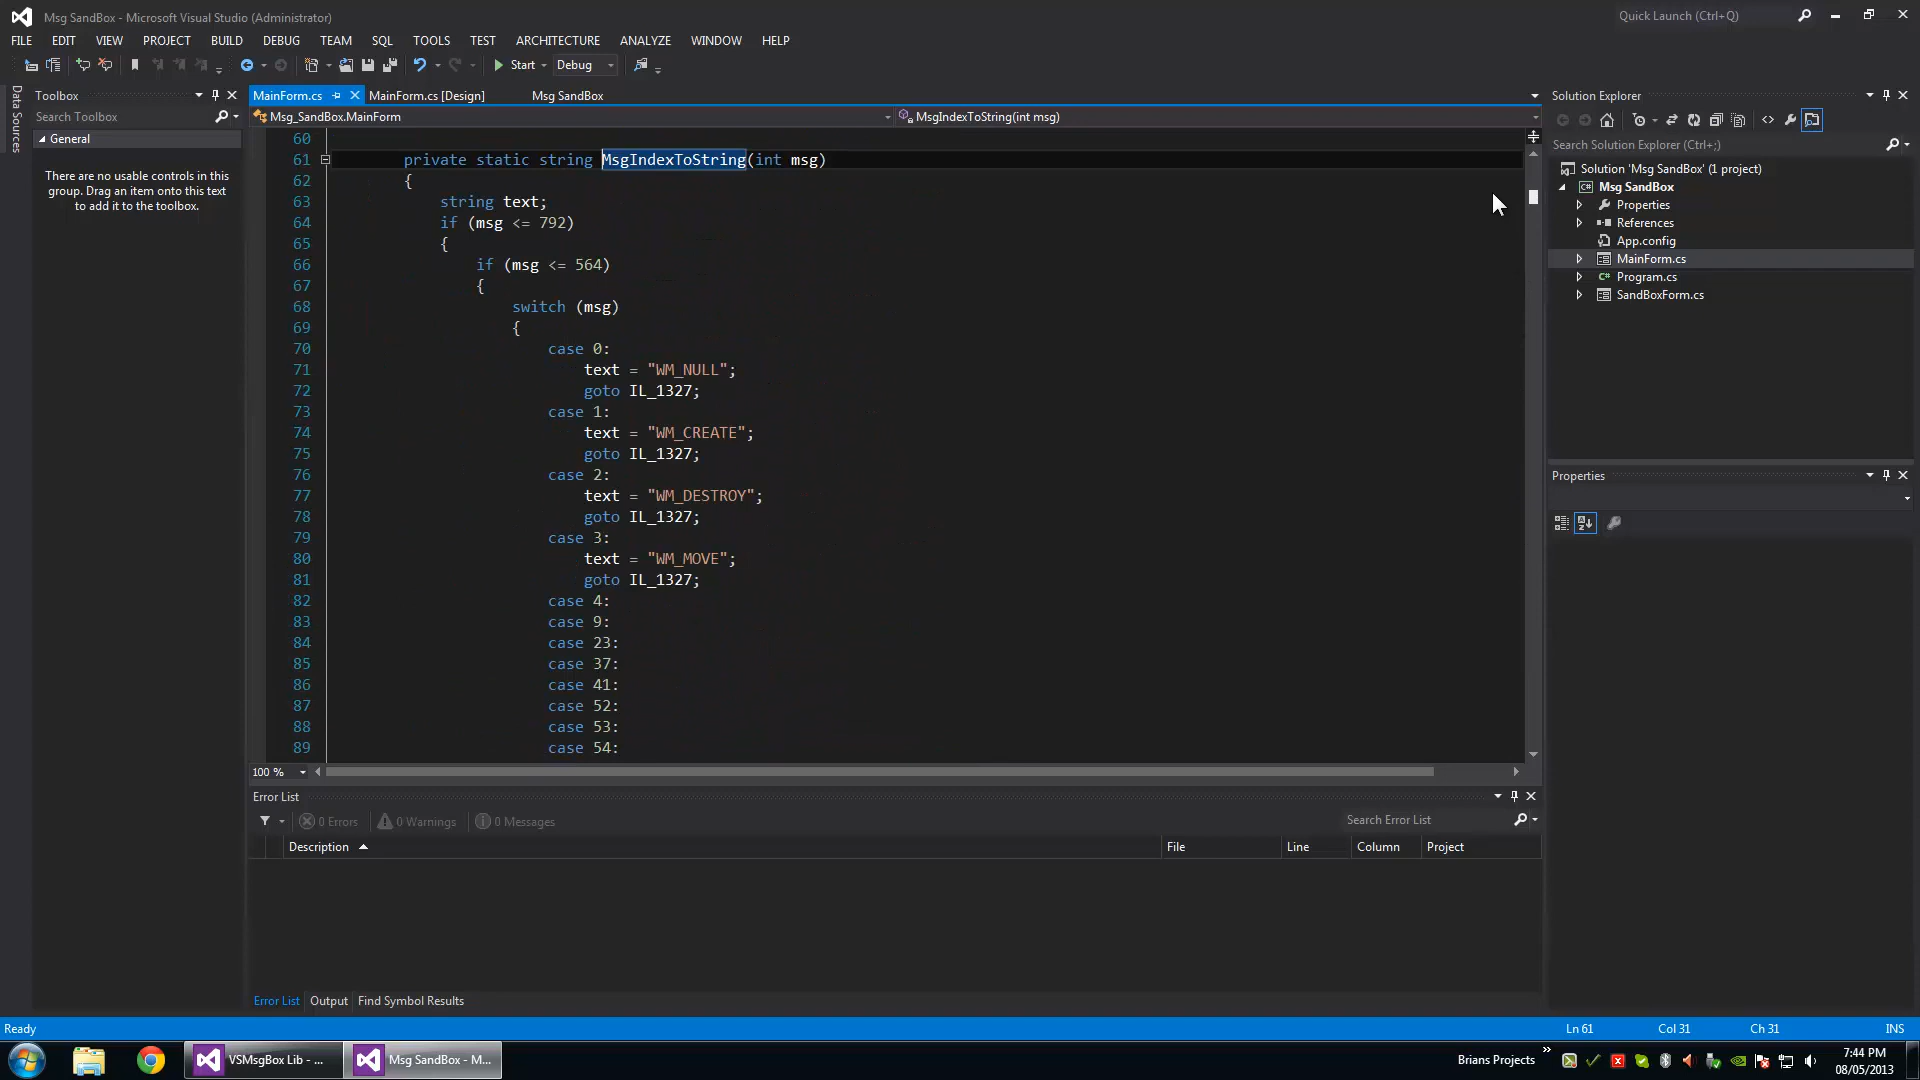 Msg SandBox - Microsoft Visual Studio (Administrator)
Quick Launch (Ctrl+Q)
FILE EDIT VIEW PROJECT BUILD DEBUG TEAM SQL TOOLS TEST ARCHITECTURE ANALYZE WINDOW HELP
Start Debug
Data Sources
Toolbox
Search Toolbox
General
There are no usable controls in this
group. Drag an item onto this text
to add it to the toolbox.
MainForm.cs MainForm.cs [Design] Msg SandBox
Msg_SandBox.MainForm MsgIndexToString(int msg)
60
61 private static string MsgIndexToString(int msg)
62 {
63 string text;
64 if (msg <= 792)
65 {
66 if (msg <= 564)
67 {
68 switch (msg)
69 {
70 case 0:
71 text = "WM_NULL";
72 goto IL_1327;
73 case 1:
74 text = "WM_CREATE";
75 goto IL_1327;
76 case 2:
77 text = "WM_DESTROY";
78 goto IL_1327;
79 case 3:
80 text = "WM_MOVE";
81 goto IL_1327;
82 case 4:
83 case 9:
84 case 23:
85 case 37:
86 case 41:
87 case 52:
88 case 53:
89 case 54:
100 %
Error List
0 Errors 0 Warnings 0 Messages
Search Error List
Description File Line Column Project
Error List Output Find Symbol Results
Solution Explorer
Search Solution Explorer (Ctrl+;)
Solution 'Msg SandBox' (1 project)
Msg SandBox
Properties
References
App.config
MainForm.cs
Program.cs
SandBoxForm.cs
Properties
Ready
Ln 61 Col 31 Ch 31 INS
VSMsgBox Lib - ...
Msg SandBox - M...
Brians Projects
7:44 PM
08/05/2013